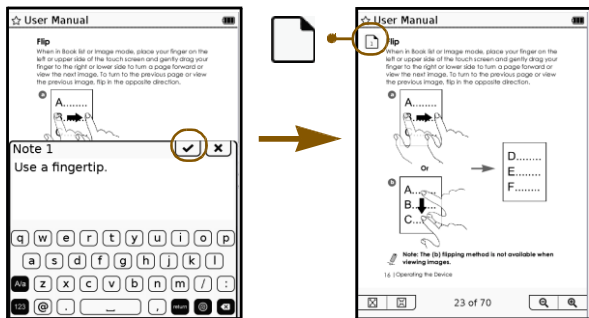 ☆ User Manual
Flip
When in Book list or Image mode, place your finger on the
left or upper side of the touch screen and gently drag your
finger to the right or lower side to turn a page forward or
view the next image. To turn to the previous page or view
the previous image, flip in the opposite direction.
a
A........
B........
C
Note 1
Use a fingertip.
q w e r t y u i o p
a s d f g h j k l
A/a z x c v b n m / :
123 @ . ,  return
☆ User Manual
1
Flip
When in Book list or Image mode, place your finger on the
left or upper side of the touch screen and gently drag your
finger to the right or lower side to turn a page forward or
view the next image. To turn to the previous page or view
the previous image, flip in the opposite direction.
a
A........
B........
C
Or
D........
E........
F........
b
A........
B........
C....
Note: The (b) flipping method is not available when
viewing images.
16 | Operating the Device
23 of 70